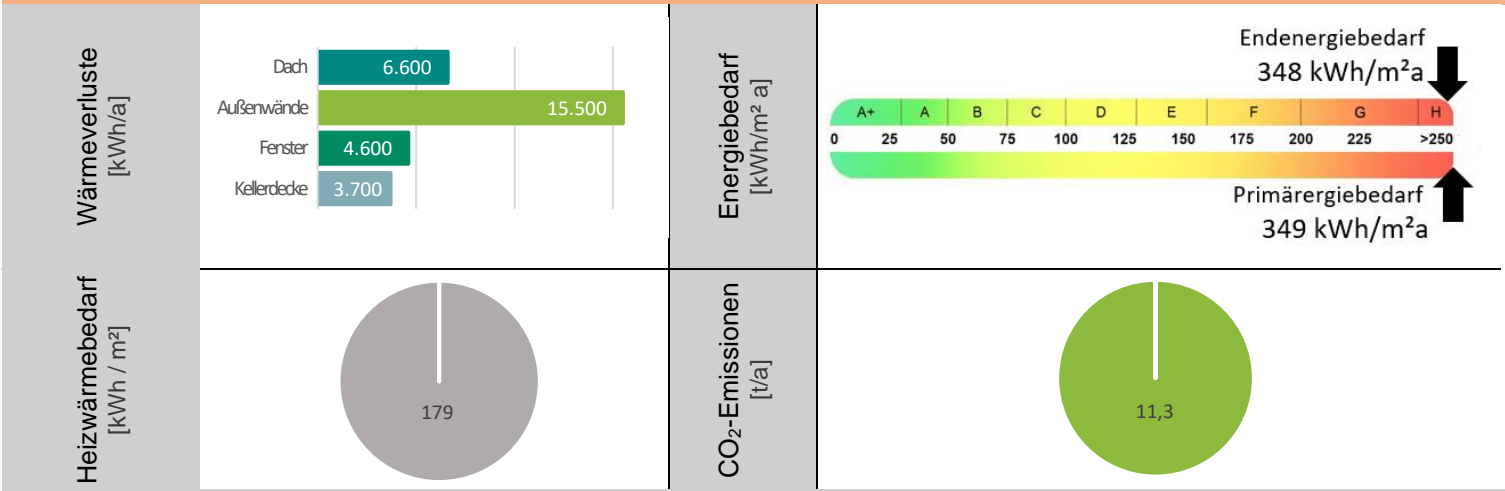 Wärmeverluste
[kWh/a]
Dach 6.600
Außenwände 15.500
Fenster 4.600
Kellerdecke 3.700
Energiebedarf
[kWh/m² a]
Endenergiebedarf
348 kWh/m²a
A+ A B C D E F G H
0 25 50 75 100 125 150 175 200 225 >250
Primärergiebedarf
349 kWh/m²a
Heizwärmebedarf
[kWh / m²]
179
CO₂-Emissionen
[t/a]
11,3